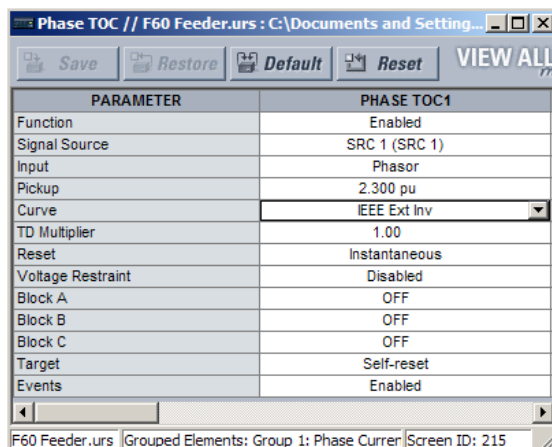 Phase TOC // F60 Feeder.urs : C:\Documents and Setting...
Save Restore Default Reset VIEW ALL
PARAMETER PHASE TOC1
Function Enabled
Signal Source SRC 1 (SRC 1)
Input Phasor
Pickup 2.300 pu
Curve IEEE Ext Inv
TD Multiplier 1.00
Reset Instantaneous
Voltage Restraint Disabled
Block A OFF
Block B OFF
Block C OFF
Target Self-reset
Events Enabled
F60 Feeder.urs Grouped Elements: Group 1: Phase Curren Screen ID: 215